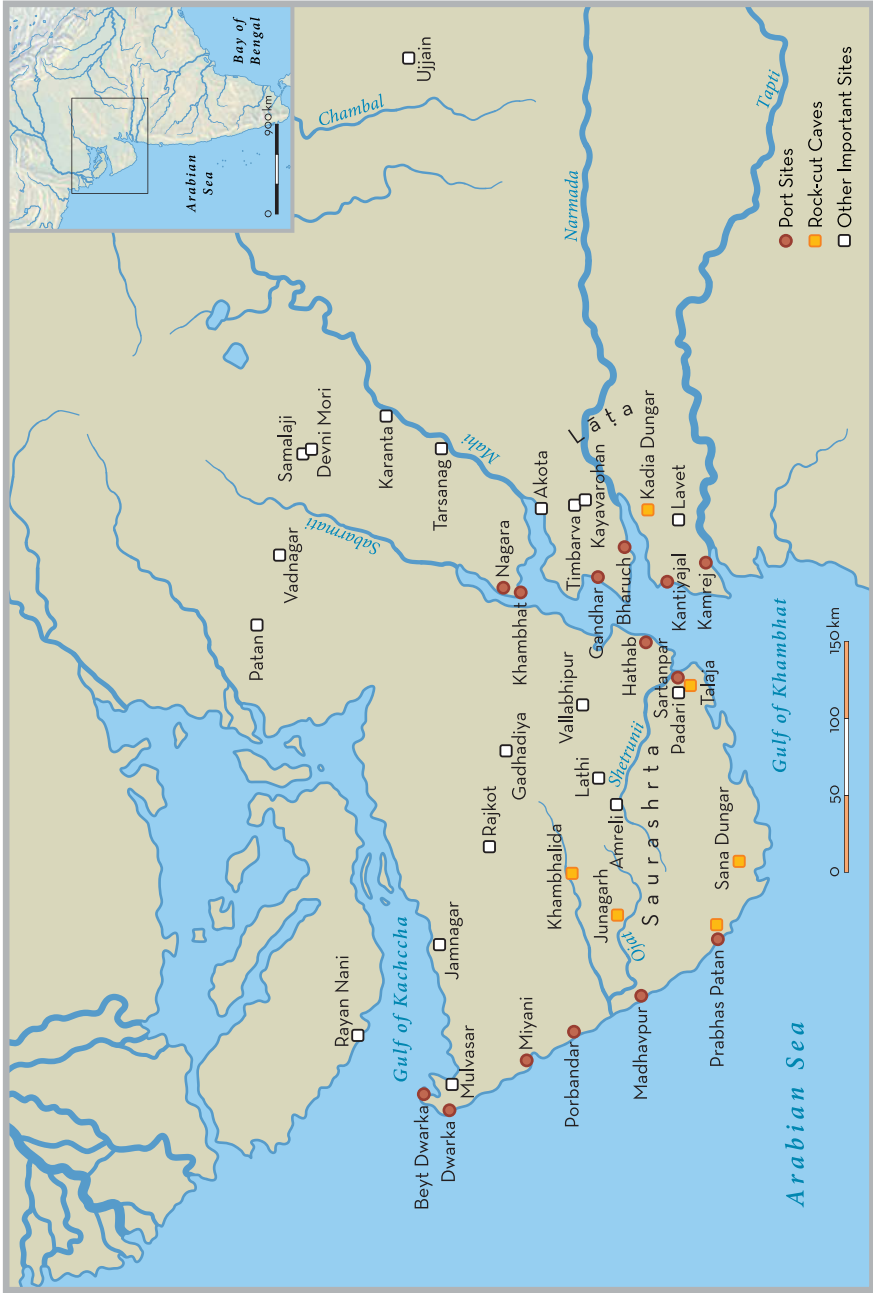 Bay of
Bengal
Arabian
Sea
0
900 km
Ujjain
Chambal
Narmada
Tapti
Port Sites
Rock-cut Caves
Other Important Sites
Samalaji
Devni Mori
Karanta
Tarsanag
Mahi
Sabarmati
Vadnagar
Patan
Akota
Nagara
Khambhat
Timbarva
Kayavarohan
Lāṭa
Kadia Dungar
Lavet
Gandhar
Bharuch
Kantiyajal
Kamrej
Hathab
Sartanpar
Padari
Talaja
Vallabhipur
Gadhadiya
Lathi
Shetrunii
Rajkot
Amreli
Saurashrta
Khambhalida
Junagarh
Ojat
Sana Dungar
Prabhas Patan
Jamnagar
Gulf of Kachccha
Rayan Nani
Mulvasar
Beyt Dwarka
Dwarka
Miyani
Porbandar
Madhavpur
Gulf of Khambhat
Arabian Sea
0
50
100
150 km